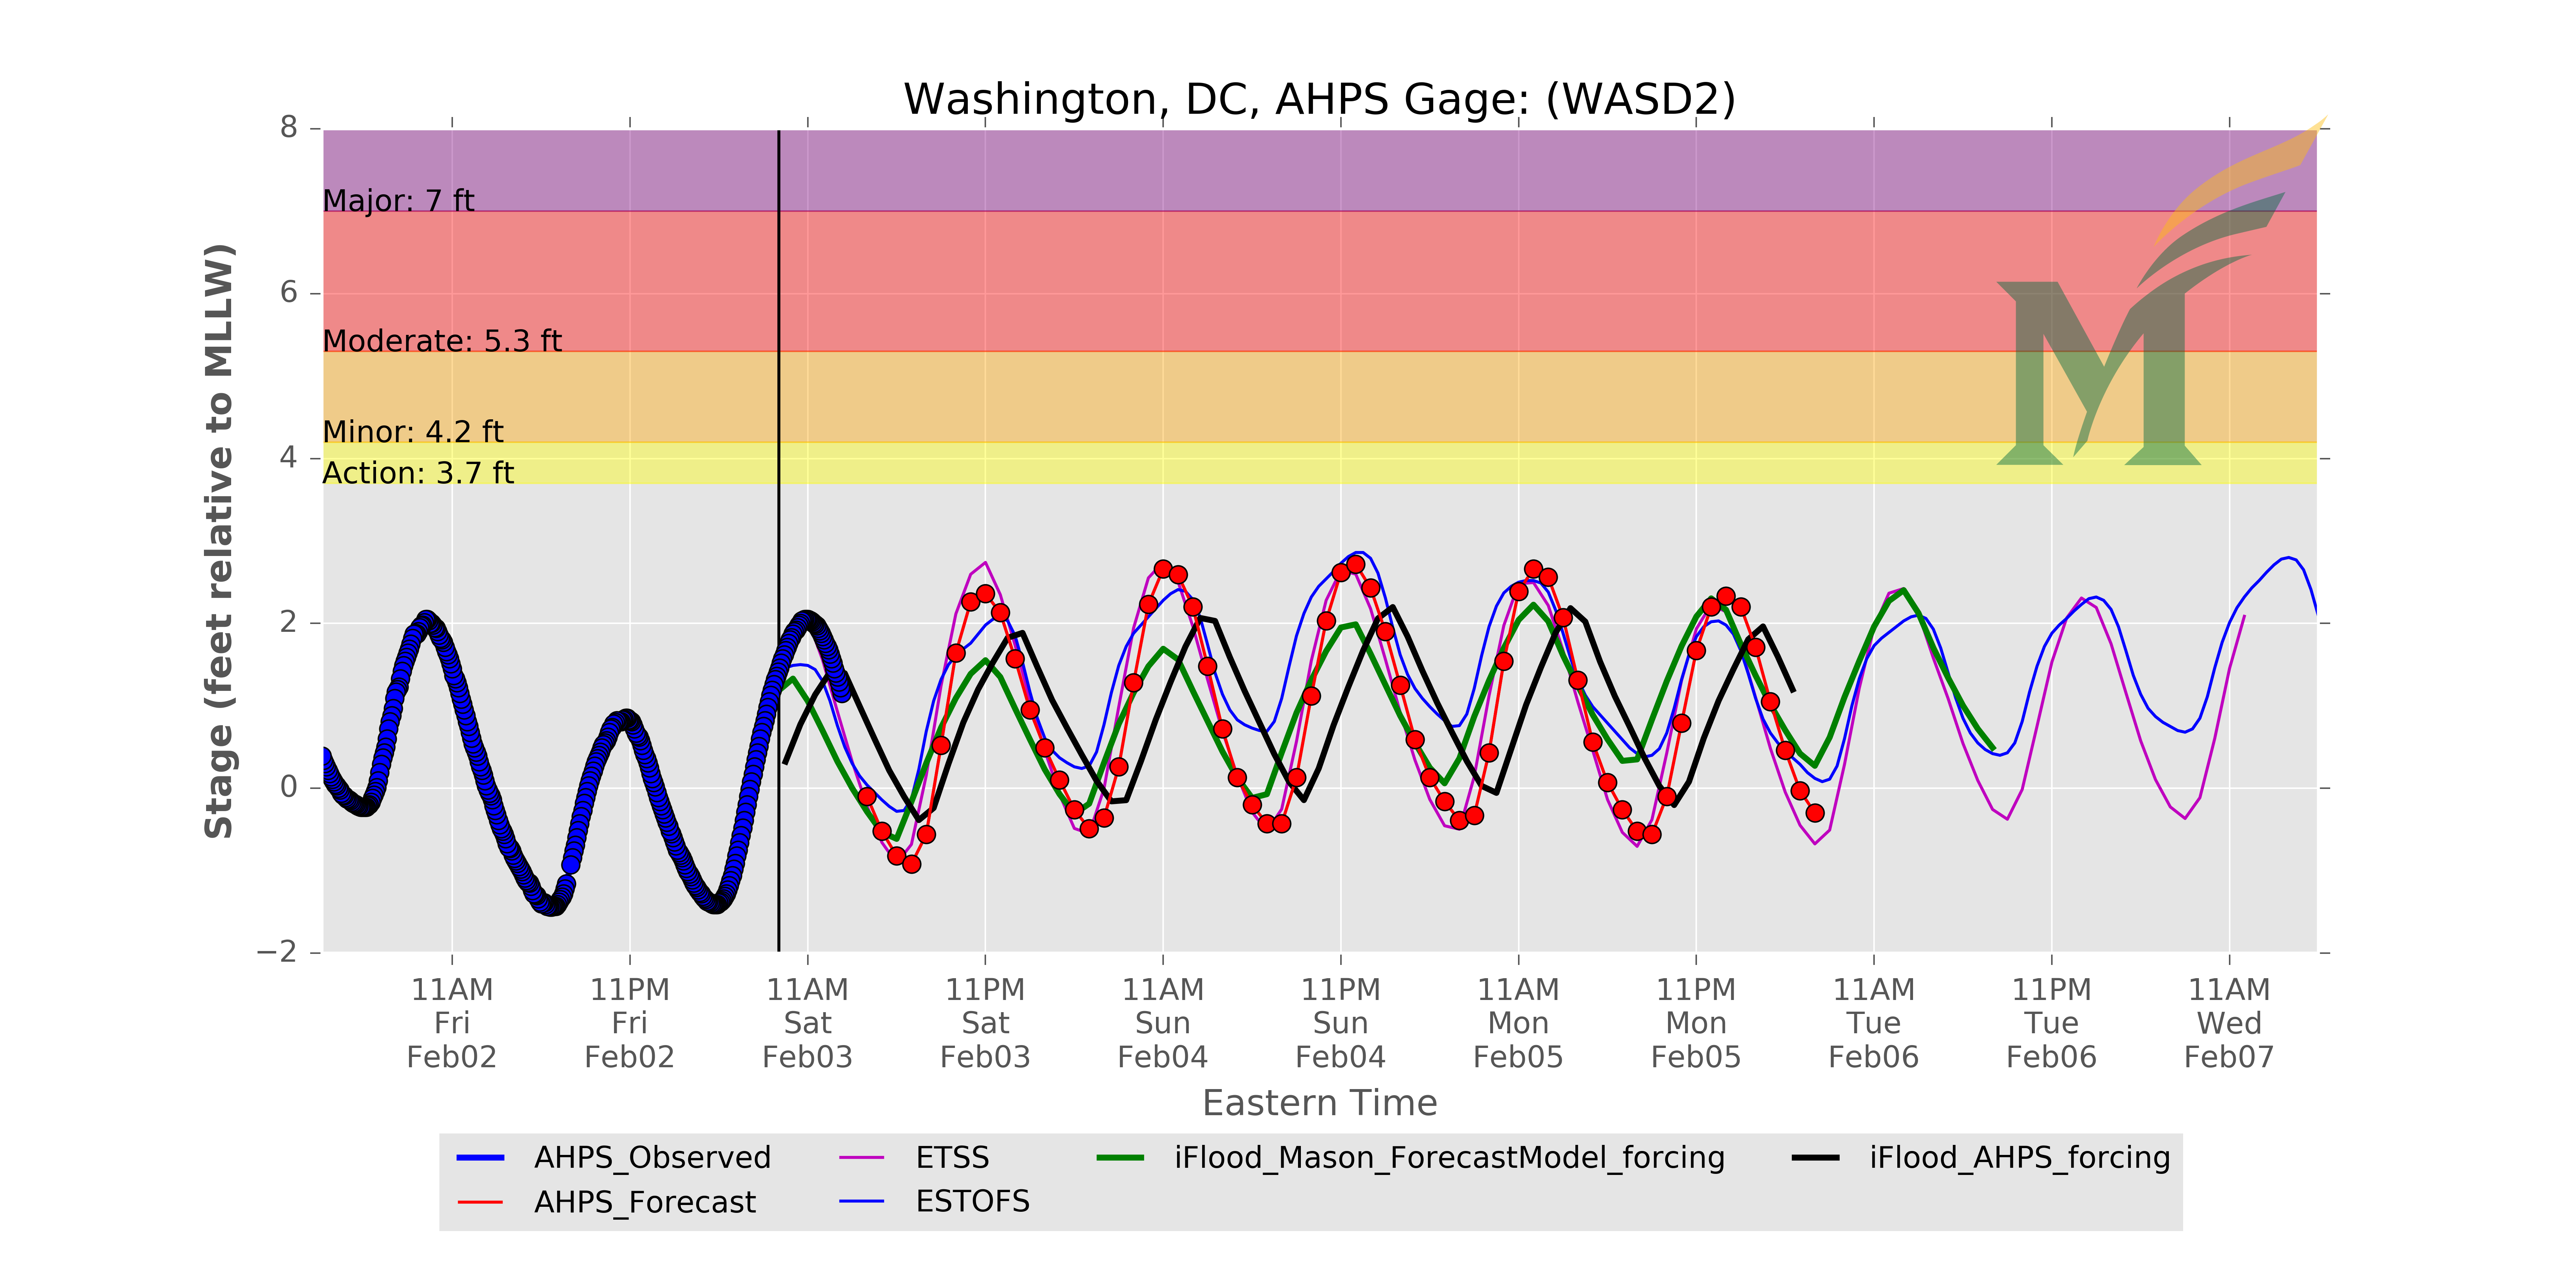 Washington, DC, AHPS Gage: (WASD2)
Stage (feet relative to MLLW)
8
6
4
2
0
−2
Major: 7 ft
Moderate: 5.3 ft
Minor: 4.2 ft
Action: 3.7 ft
11AM 11PM 11AM 11PM 11AM 11PM 11AM 11PM 11AM 11PM 11AM
Fri Fri Sat Sat Sun Sun Mon Mon Tue Tue Wed
Feb02 Feb02 Feb03 Feb03 Feb04 Feb04 Feb05 Feb05 Feb06 Feb06 Feb07
Eastern Time
AHPS_Observed ETSS iFlood_Mason_ForecastModel_forcing iFlood_AHPS_forcing
AHPS_Forecast ESTOFS
M